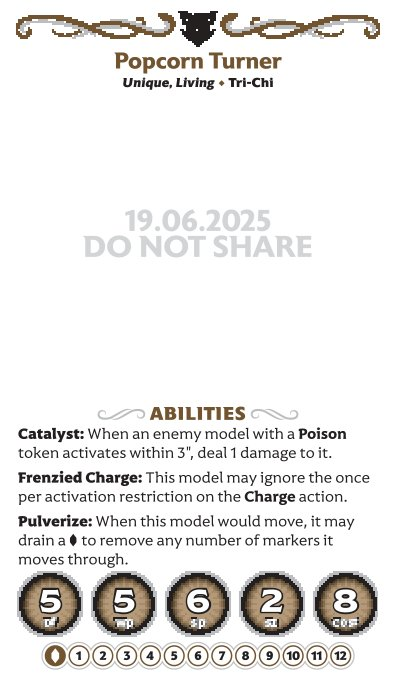 Popcorn Turner
Unique, Living ♦ Tri-Chi
19.06.2025
DO NOT SHARE
ABILITIES
Catalyst: When an enemy model with a Poison
token activates within 3", deal 1 damage to it.
Frenzied Charge: This model may ignore the once
per activation restriction on the Charge action.
Pulverize: When this model would move, it may
drain a ⬮ to remove any number of markers it
moves through.
5 5 6 2 8
df wp sp sz cost
1 2 3 4 5 6 7 8 9 10 11 12